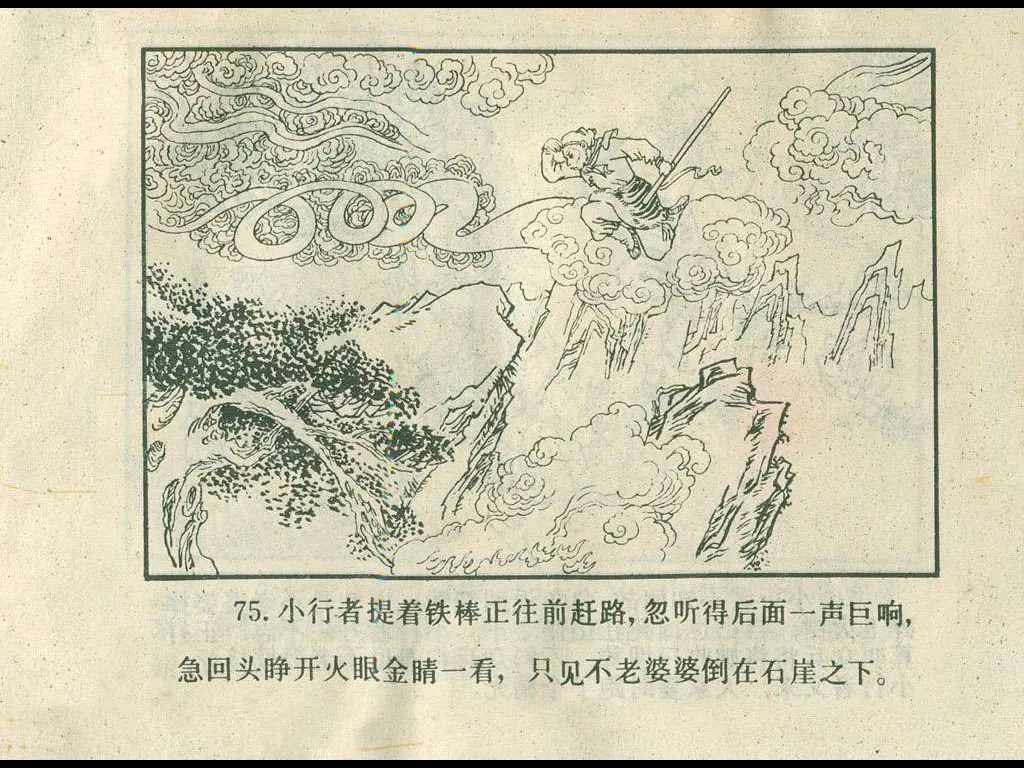 75. 小行者提着铁棒正往前赶路,忽听得后面一声巨响,
急回头睁开火眼金睛一看，只见不老婆婆倒在石崖之下。